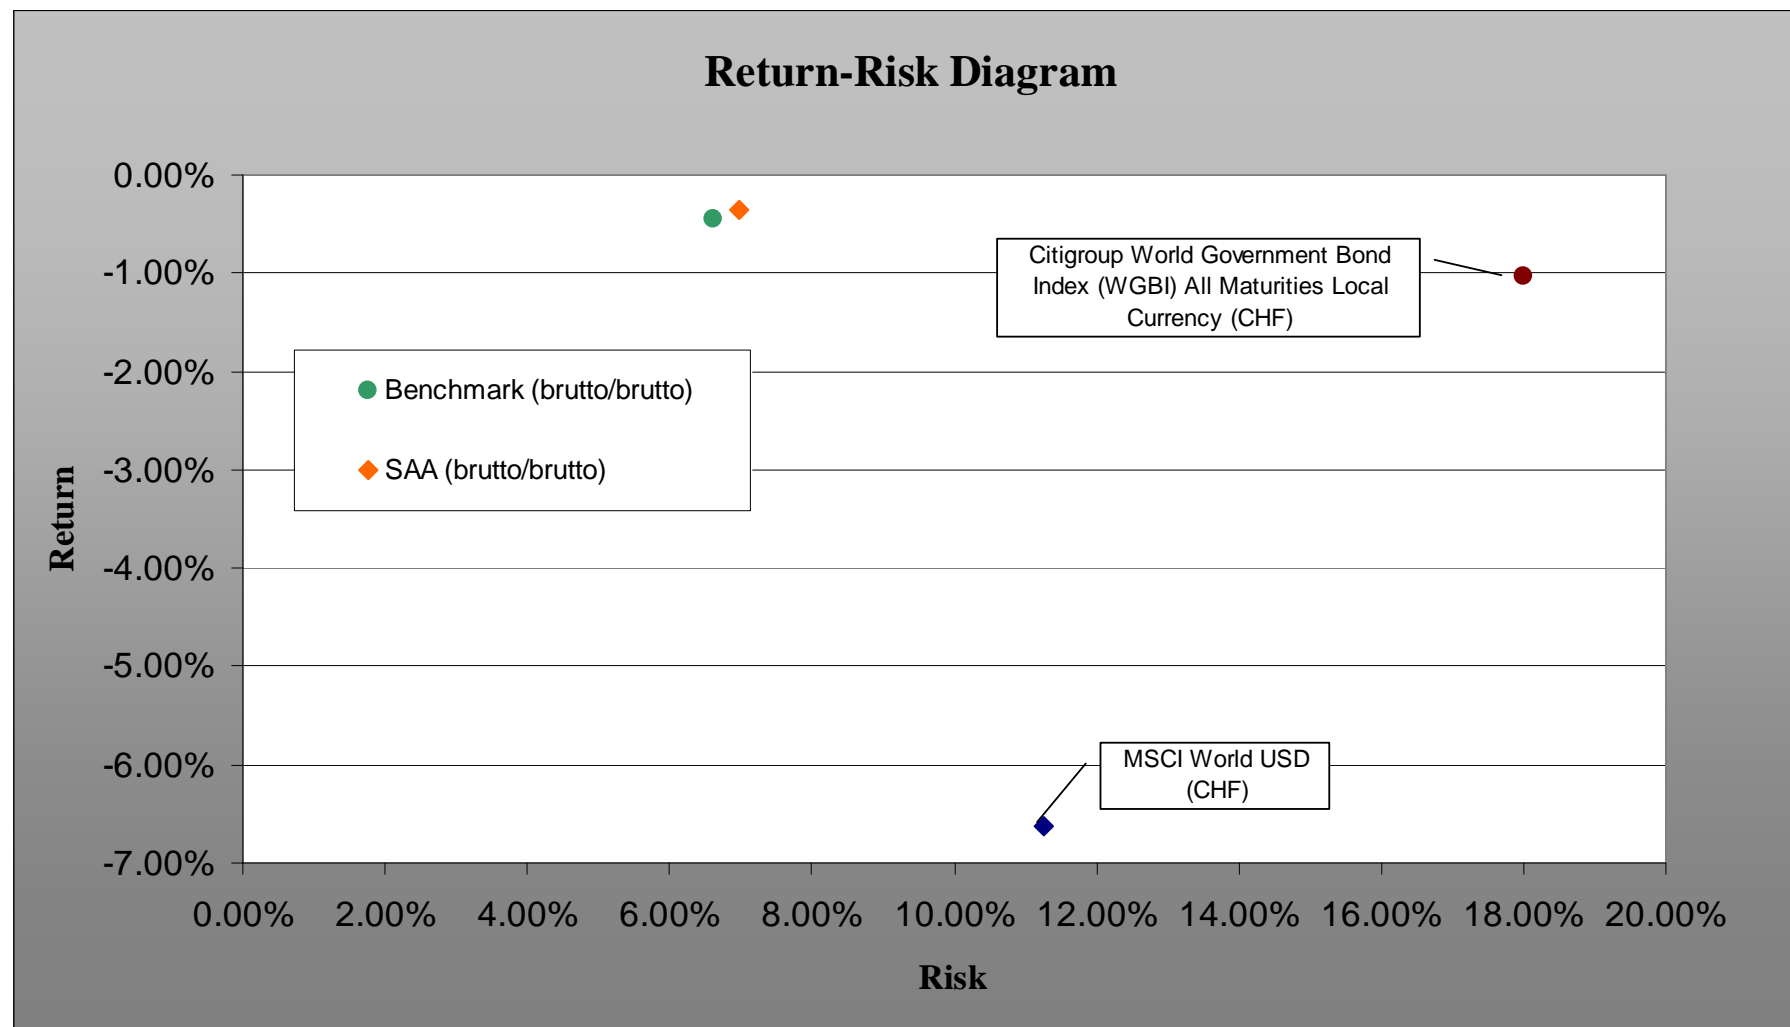 Return-Risk Diagram
0.00%
-1.00%
-2.00%
-3.00%
-4.00%
-5.00%
-6.00%
-7.00%
Return
Citigroup World Government Bond
Index (WGBI) All Maturities Local
Currency (CHF)
Benchmark (brutto/brutto)
SAA (brutto/brutto)
MSCI World USD
(CHF)
0.00% 2.00% 4.00% 6.00% 8.00% 10.00% 12.00% 14.00% 16.00% 18.00% 20.00%
Risk